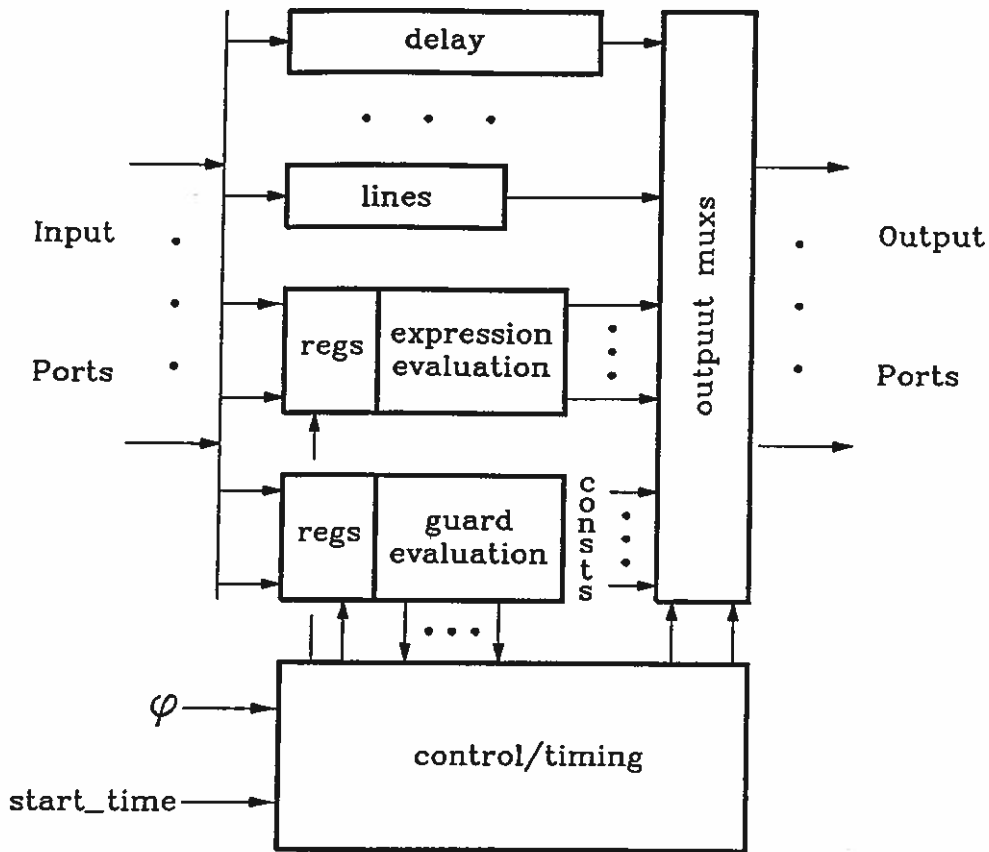 delay
lines
Input
Ports
regs
expression
evaluation
regs
guard
evaluation
consts
outpuut muxs
Output
Ports
φ
start_time
control/timing